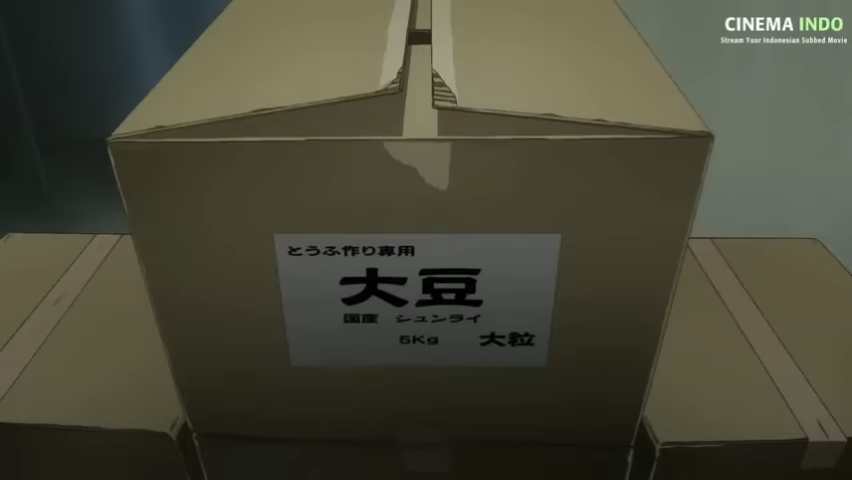 CINEMA INDO
Stream Your Indonesian Subbed Movie
とうふ作り専用
大豆
国産 シュンライ
5Kg 大粒